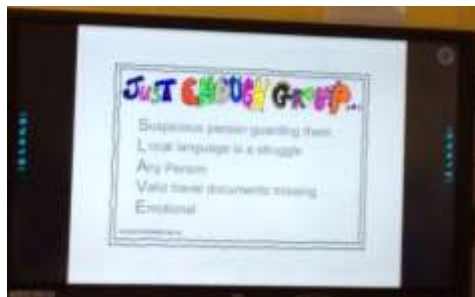 JUST ENOUGH GROUP...
Suspicious person guarding them
Local language is a struggle
Any Person
Valid travel documents missing
Emotional